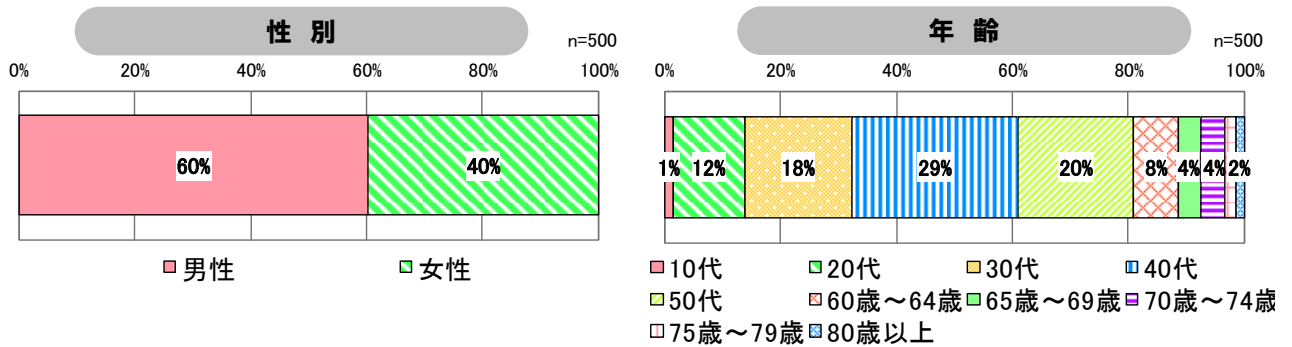 性 別
n=500
0% 20% 40% 60% 80% 100%
60% 40%
男性 女性
年 齢
n=500
0% 20% 40% 60% 80% 100%
1% 12% 18% 29% 20% 8% 4% 4% 2%
10代 20代 30代 40代
50代 60歳～64歳 65歳～69歳 70歳～74歳
75歳～79歳 80歳以上